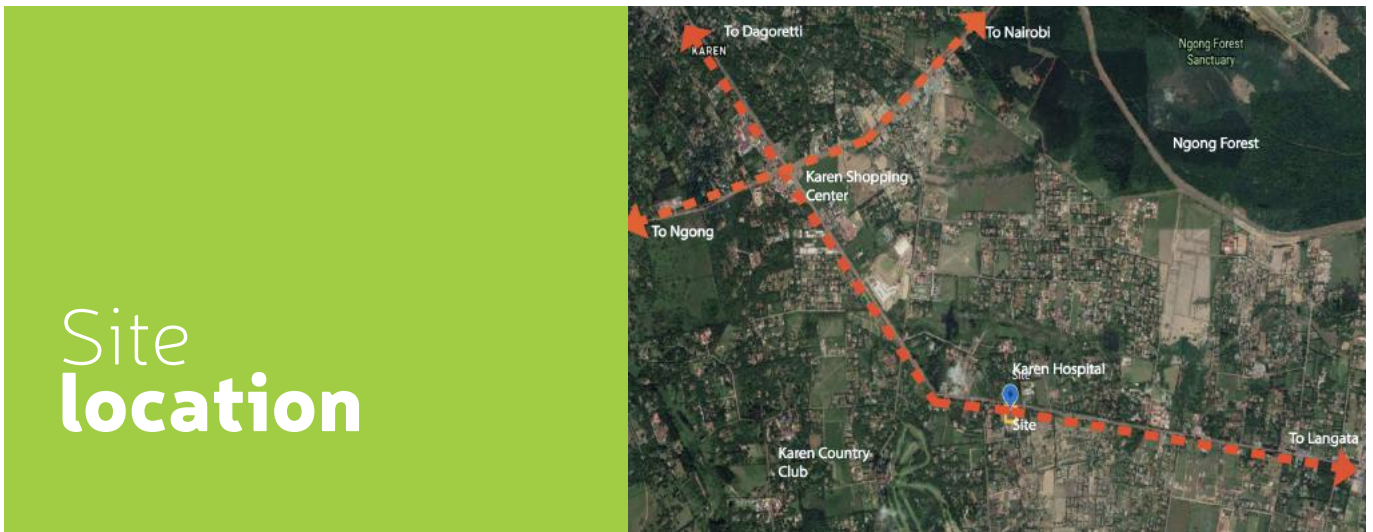 Site
location
To Dagoretti
KAREN
To Nairobi
Ngong Forest
Sanctuary
Ngong Forest
Karen Shopping
Center
To Ngong
Karen Hospital
Site
Site
To Langata
Karen Country
Club